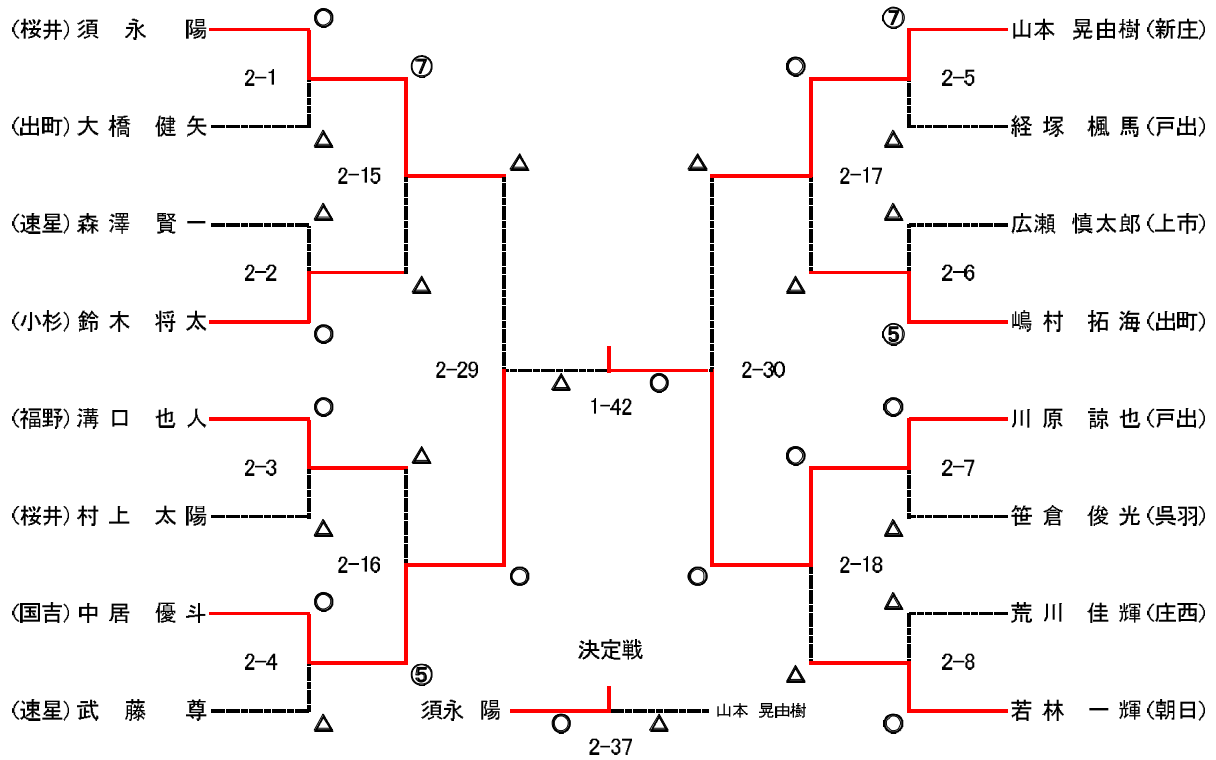 (桜井) 須 永 陽
2-1
(出町) 大 橋 健 矢
2-15
(速星) 森 澤 賢 一
2-2
(小杉) 鈴 木 将 太
2-29
(福野) 溝 口 也 人
2-3
(桜井) 村 上 太 陽
2-16
(国吉) 中 居 優 斗
2-4
(速星) 武 藤 尊
⑦
⑤
1-42
⑦
山本 晃由樹 (新庄)
2-5
経 塚 楓 馬 (戸出)
2-17
広瀬 慎太郎 (上市)
2-6
⑤
嶋 村 拓 海 (出町)
2-30
川 原 諒 也 (戸出)
2-7
笹 倉 俊 光 (呉羽)
2-18
荒 川 佳 輝 (庄西)
2-8
若 林 一 輝 (朝日)
決定戦
須永 陽
山本 晃由樹
2-37